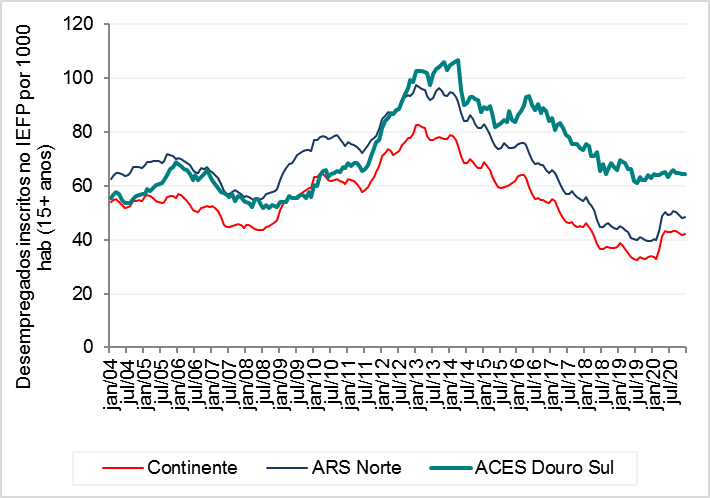 Desempregados inscritos no IEFP por 1000
hab (15+ anos)
120
100
80
60
40
20
0
jan/04
jul/04
jan/05
jul/05
jan/06
jul/06
jan/07
jul/07
jan/08
jul/08
jan/09
jul/09
jan/10
jul/10
jan/11
jul/11
jan/12
jul/12
jan/13
jul/13
jan/14
jul/14
jan/15
jul/15
jan/16
jul/16
jan/17
jul/17
jan/18
jul/18
jan/19
jul/19
jan/20
jul/20
Continente
ARS Norte
ACES Douro Sul